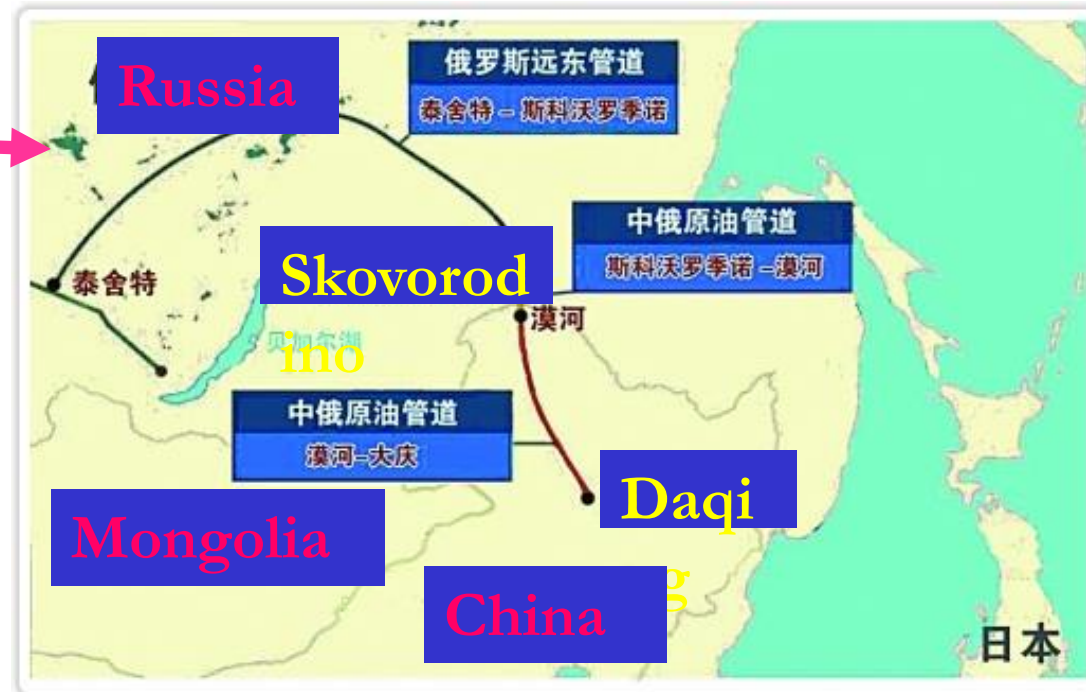 Russia
俄罗斯远东管道
泰舍特－斯科沃罗季诺
中俄原油管道
斯科沃罗季诺－漠河
Skovorod
ino
泰舍特
漠河
贝加尔湖
中俄原油管道
漠河－大庆
Daqi
g
Mongolia
China
日本